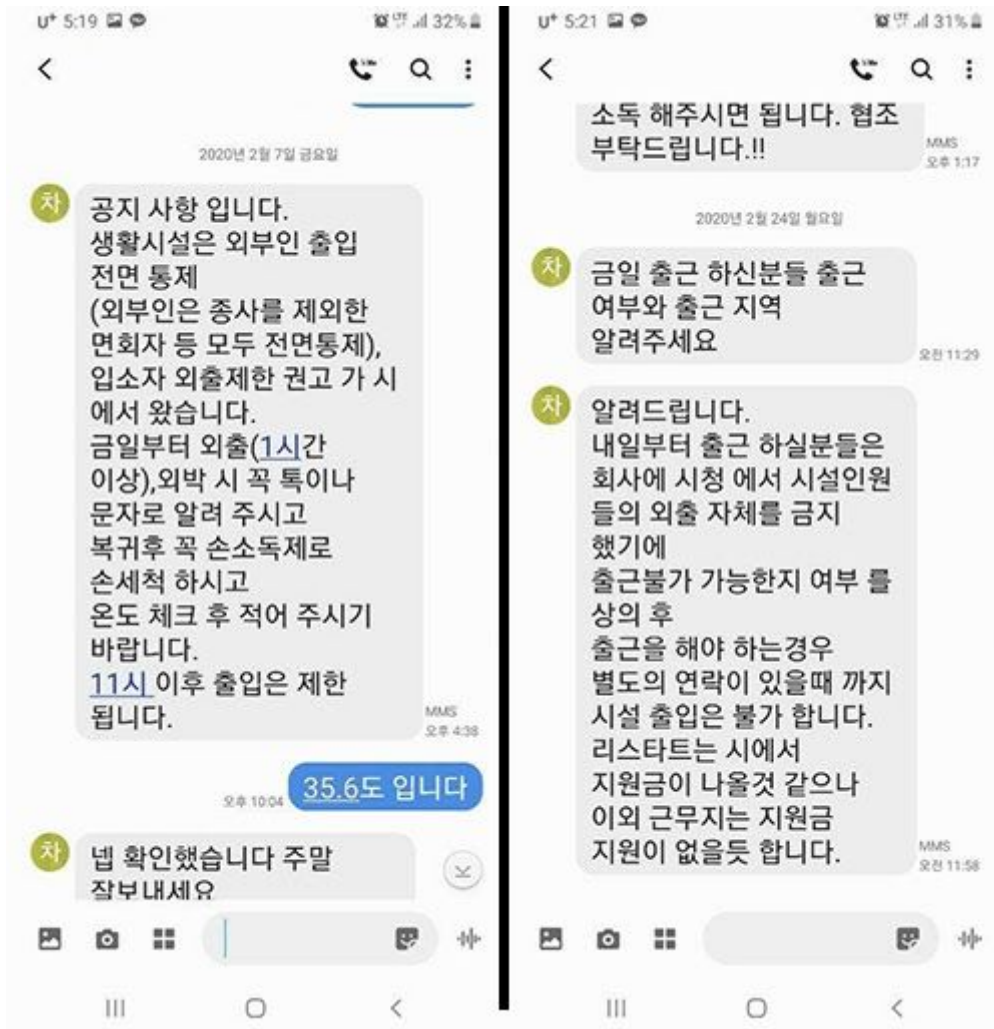 U+ 5:19
LTE 32%
2020년 2월 7일 금요일
차
공지 사항 입니다.
생활시설은 외부인 출입
전면 통제
(외부인은 종사를 제외한
면회자 등 모두 전면통제),
입소자 외출제한 권고 가 시
에서 왔습니다.
금일부터 외출(1시간
이상),외박 시 꼭 톡이나
문자로 알려 주시고
복귀후 꼭 손소독제로
손세척 하시고
온도 체크 후 적어 주시기
바랍니다.
11시 이후 출입은 제한
됩니다.
MMS
오후 4:38
35.6도 입니다
오후 10:04
차
넵 확인했습니다 주말
잘보내세요
U+ 5:21
LTE 31%
소독 해주시면 됩니다. 협조
부탁드립니다.!!
MMS
오후 1:17
2020년 2월 24일 월요일
차
금일 출근 하신분들 출근
여부와 출근 지역
알려주세요
오전 11:29
차
알려드립니다.
내일부터 출근 하실분들은
회사에 시청 에서 시설인원
들의 외출 자체를 금지
했기에
출근불가 가능한지 여부 를
상의 후
출근을 해야 하는경우
별도의 연락이 있을때 까지
시설 출입은 불가 합니다.
리스타트는 시에서
지원금이 나올것 같으나
이외 근무지는 지원금
지원이 없을듯 합니다.
MMS
오전 11:58